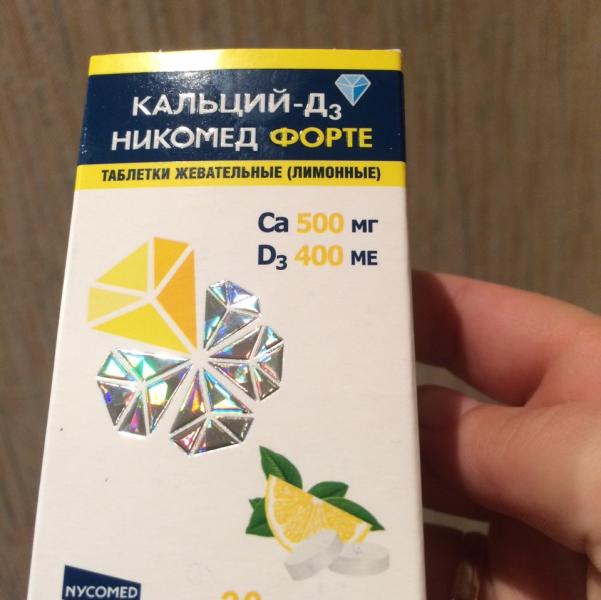 КАЛЬЦИЙ-Д3
НИКОМЕД ФОРТЕ
ТАБЛЕТКИ ЖЕВАТЕЛЬНЫЕ (ЛИМОННЫЕ)
Ca 500 мг
D3 400 МЕ
NYCOMED